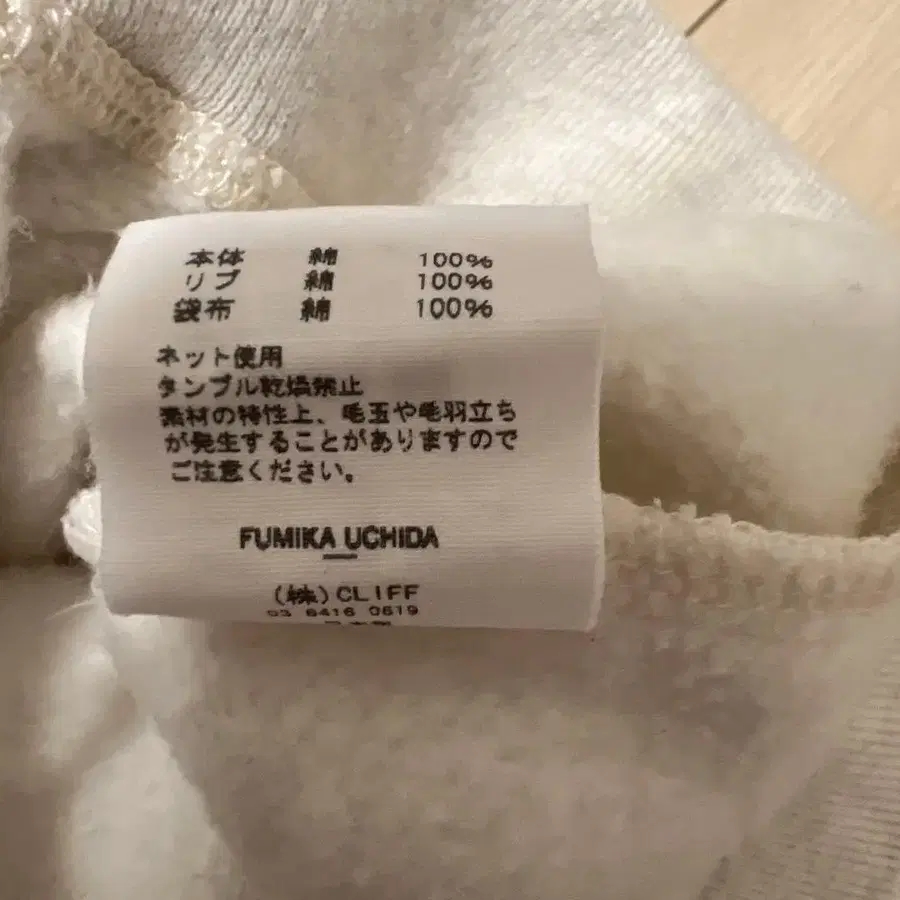 本体 綿 100%
リブ 綿 100%
袋布 綿 100%
ネット使用
タンブル乾燥禁止
素材の特性上、毛玉や毛羽立ち
が発生することがありますので
ご注意ください。
FUMIKA UCHIDA
(株)CLIFF
03 6416 0619